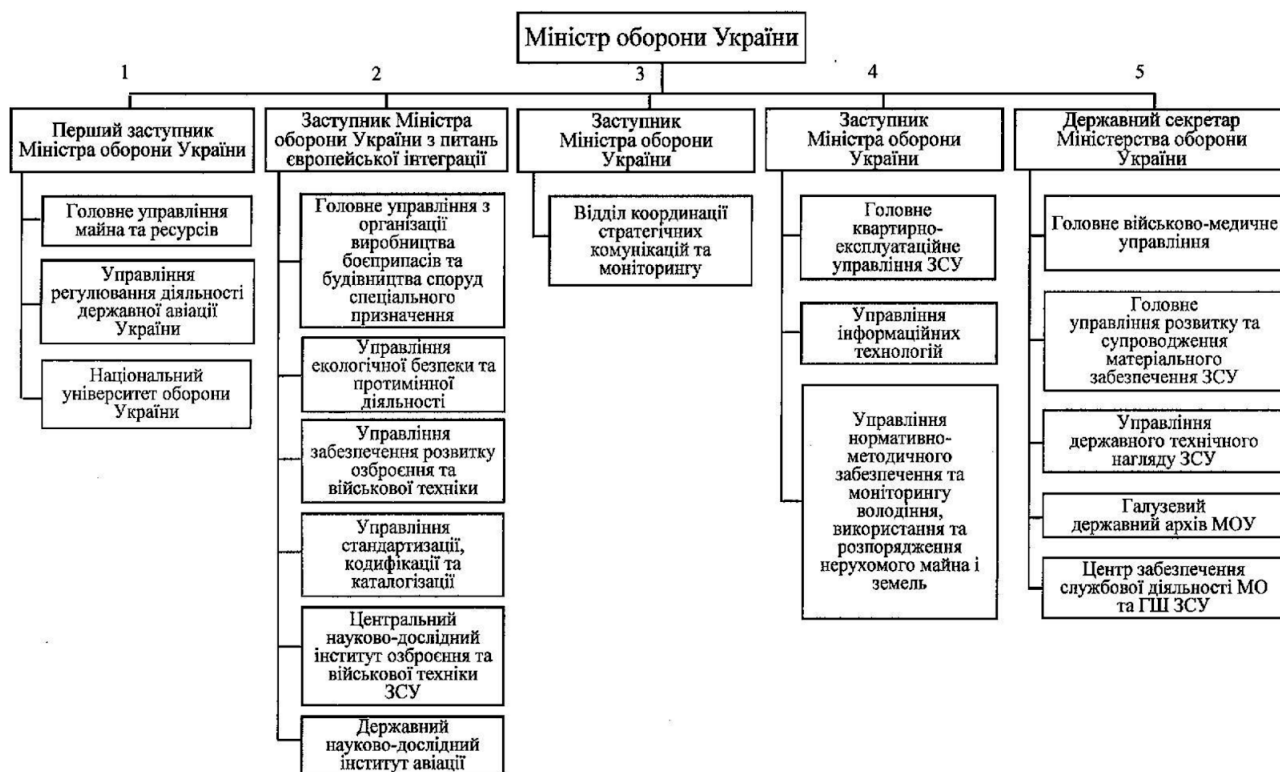 Міністр оборони України
1
2
3
4
5
Перший заступник
Міністра оборони України
Головне управління
майна та ресурсів
Управління
регулювання діяльності
державної авіації
України
Національний
університет оборони
України
Заступник Міністра
оборони України з питань
європейської інтеграції
Головне управління з
організації
виробництва
боєприпасів та
будівництва споруд
спеціального
призначення
Управління
екологічної безпеки та
протимінної
діяльності
Управління
забезпечення розвитку
озброєння та
військової техніки
Управління
стандартизації,
кодифікації та
каталогізації
Центральний
науково-дослідний
інститут озброєння та
військової техніки
ЗСУ
Державний
науково-дослідний
інститут авіації
Заступник
Міністра оборони
України
Відділ координації
стратегічних
комунікацій та
моніторингу
Заступник
Міністра оборони
України
Головне
квартирно-
експлуатаційне
управління ЗСУ
Управління
інформаційних
технологій
Управління
нормативно-
методичного
забезпечення та
моніторингу
володіння,
використання та
розпорядження
нерухомого майна і
земель
Державний секретар
Міністерства оборони
України
Головне військово-медичне
управління
Головне
управління розвитку та
супроводження
матеріального
забезпечення ЗСУ
Управління
державного технічного
нагляду ЗСУ
Галузевий
державний архів МОУ
Центр забезпечення
службової діяльності МО
та ГШ ЗСУ